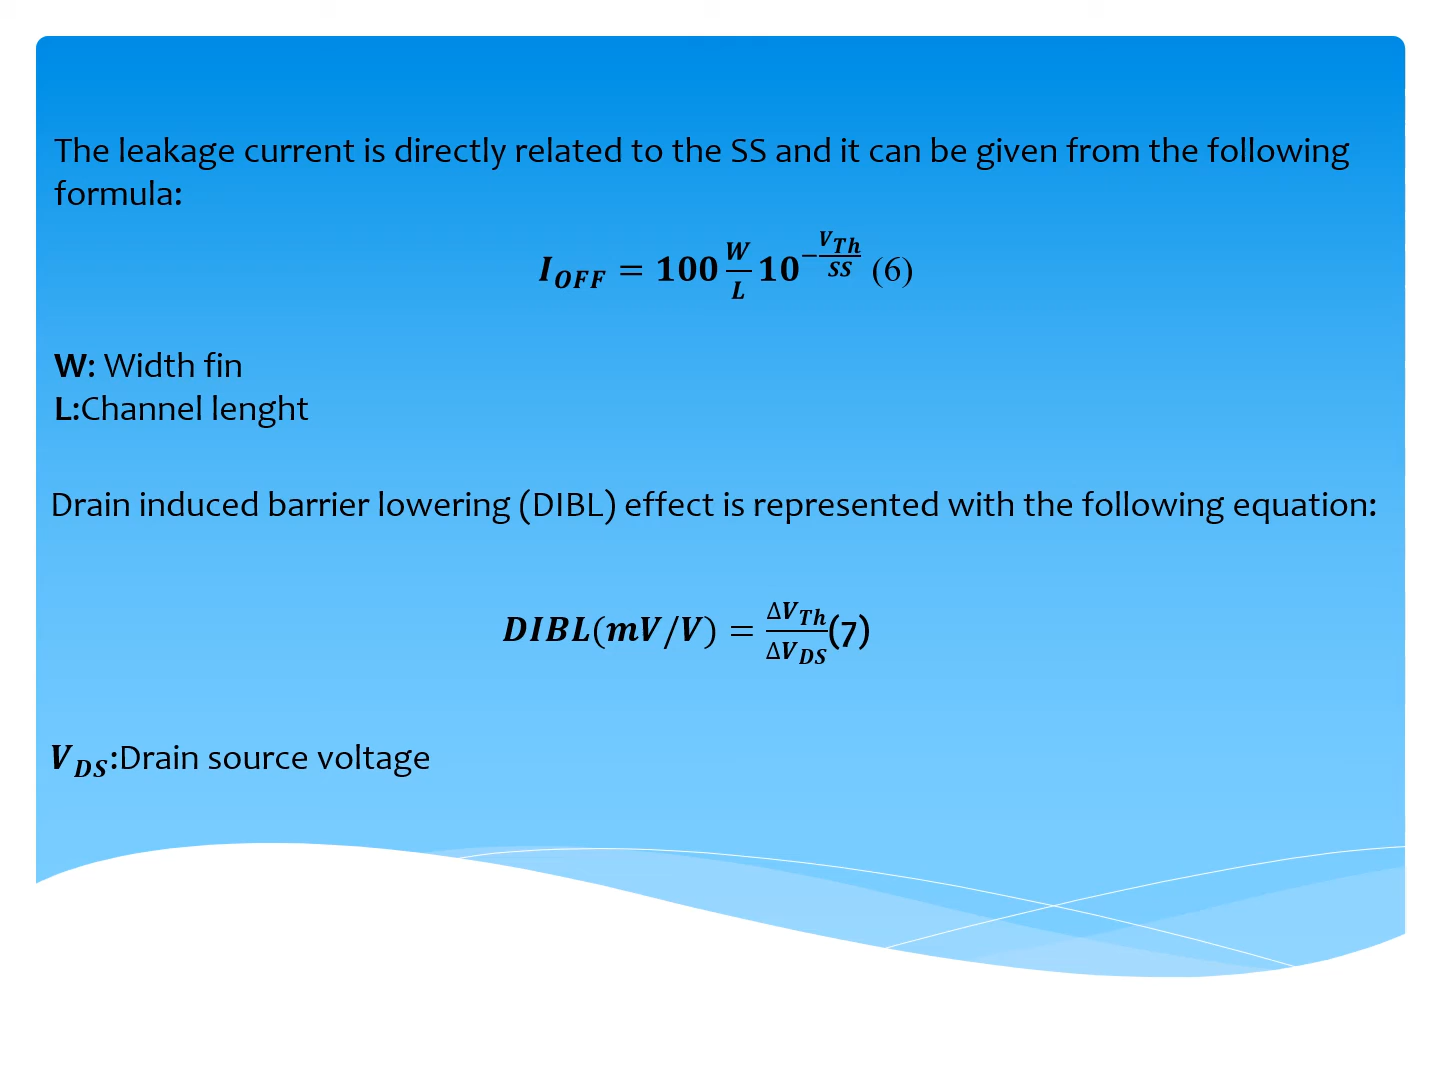 The leakage current is directly related to the SS and it can be given from the following
formula:
I_OFF = 100 W/L 10^(−V_Th/SS) (6)
W: Width fin
L:Channel lenght
Drain induced barrier lowering (DIBL) effect is represented with the following equation:
DIBL(mV/V) = ΔV_Th/ΔV_DS(7)
V_DS:Drain source voltage